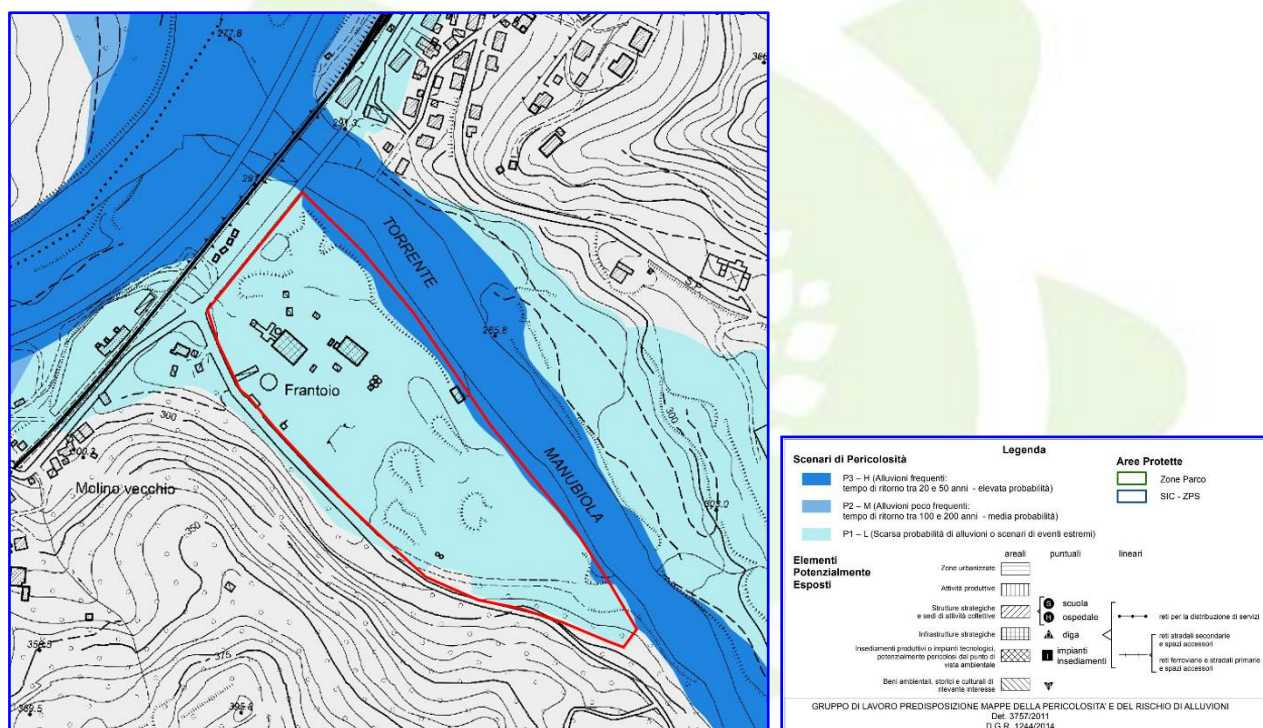 277.8
291.3
TORRENTE
285.8
Frantoio
300
300
MANUBIOLA
Molino vecchio
350
375
Legenda
Scenari di Pericolosità
P3 – H (Alluvioni frequenti:
tempo di ritorno tra 20 e 50 anni - elevata probabilità)
P2 – M (Alluvioni poco frequenti:
tempo di ritorno tra 100 e 200 anni - media probabilità)
P1 – L (Scarsa probabilità di alluvioni o scenari di eventi estremi)
Aree Protette
Zone Parco
SIC - ZPS
Elementi
Potenzialmente
Esposti
areali puntuali lineari
Zone urbanizzate
Attività produttive
Strutture strategiche
e sedi di attività collettive
Infrastrutture strategiche
Insediamenti produttivi o impianti tecnologici,
potenzialmente pericolosi dal punto di
vista ambientale
Beni ambientali, storici e culturali di
rilevante interesse
S scuola
H ospedale
diga
I impianti
insediamenti
reti per la distribuzione di servizi
reti stradali secondarie
e spazi accessori
reti ferroviarie e stradali primarie
e spazi accessori
GRUPPO DI LAVORO PREDISPOSIZIONE MAPPE DELLA PERICOLOSITA' E DEL RISCHIO DI ALLUVIONI
Det. 3757/2011
D.G.R. 1244/2014